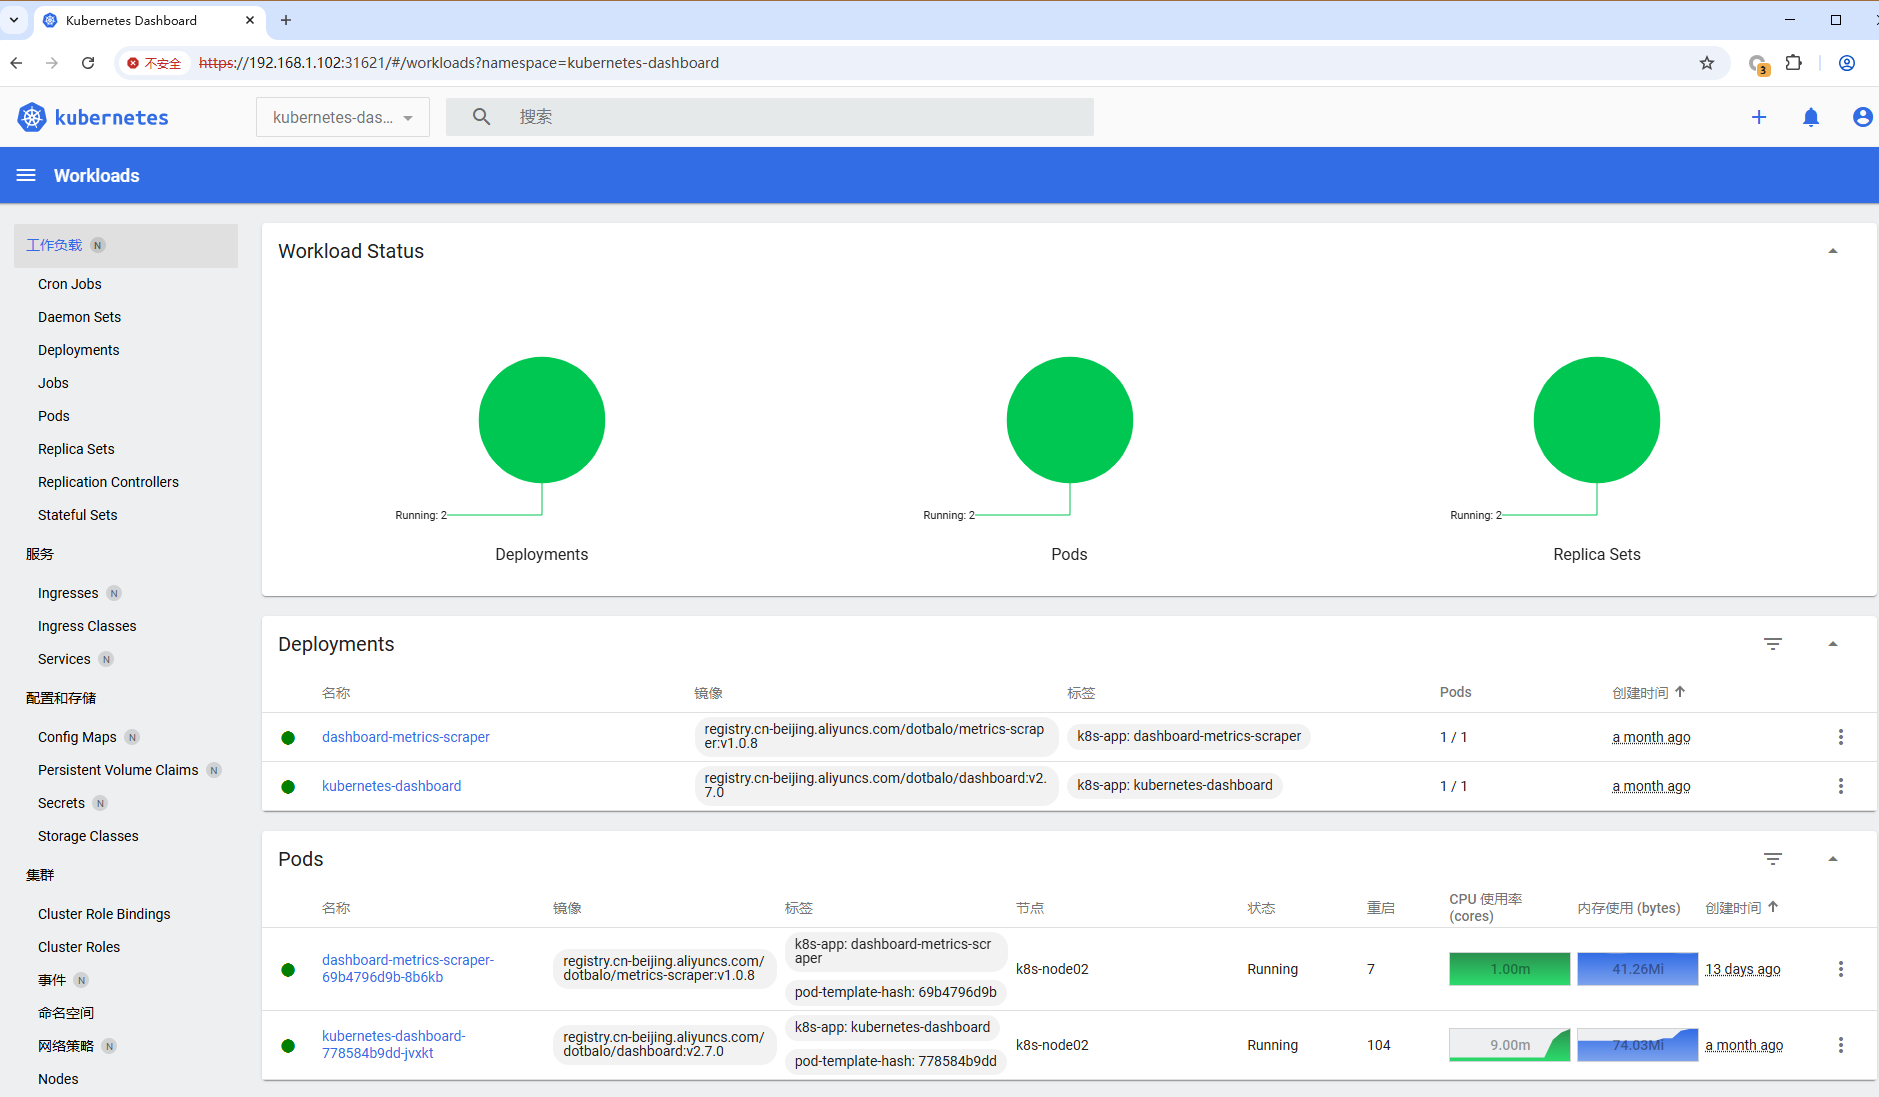 Kubernetes Dashboard
不安全
https://192.168.1.102:31621/#/workloads?namespace=kubernetes-dashboard
3
kubernetes
kubernetes-das...
搜索
Workloads
工作负载 N
Cron Jobs
Daemon Sets
Deployments
Jobs
Pods
Replica Sets
Replication Controllers
Stateful Sets
服务
Ingresses N
Ingress Classes
Services N
配置和存储
Config Maps N
Persistent Volume Claims N
Secrets N
Storage Classes
集群
Cluster Role Bindings
Cluster Roles
事件 N
命名空间
网络策略 N
Nodes
Workload Status
Running: 2
Deployments
Running: 2
Pods
Running: 2
Replica Sets
Deployments
名称 镜像 标签 Pods 创建时间
dashboard-metrics-scraper
registry.cn-beijing.aliyuncs.com/dotbalo/metrics-scrap
er:v1.0.8
k8s-app: dashboard-metrics-scraper
1 / 1
a month ago
kubernetes-dashboard
registry.cn-beijing.aliyuncs.com/dotbalo/dashboard:v2.
7.0
k8s-app: kubernetes-dashboard
1 / 1
a month ago
Pods
名称 镜像 标签 节点 状态 重启
CPU 使用率
(cores)
内存使用 (bytes)
创建时间
dashboard-metrics-scraper-
69b4796d9b-8b6kb
registry.cn-beijing.aliyuncs.com/
dotbalo/metrics-scraper:v1.0.8
k8s-app: dashboard-metrics-scr
aper
pod-template-hash: 69b4796d9b
k8s-node02
Running
7
1.00m
41.26Mi
13 days ago
kubernetes-dashboard-
778584b9dd-jvxkt
registry.cn-beijing.aliyuncs.com/
dotbalo/dashboard:v2.7.0
k8s-app: kubernetes-dashboard
pod-template-hash: 778584b9dd
k8s-node02
Running
104
9.00m
74.03Mi
a month ago